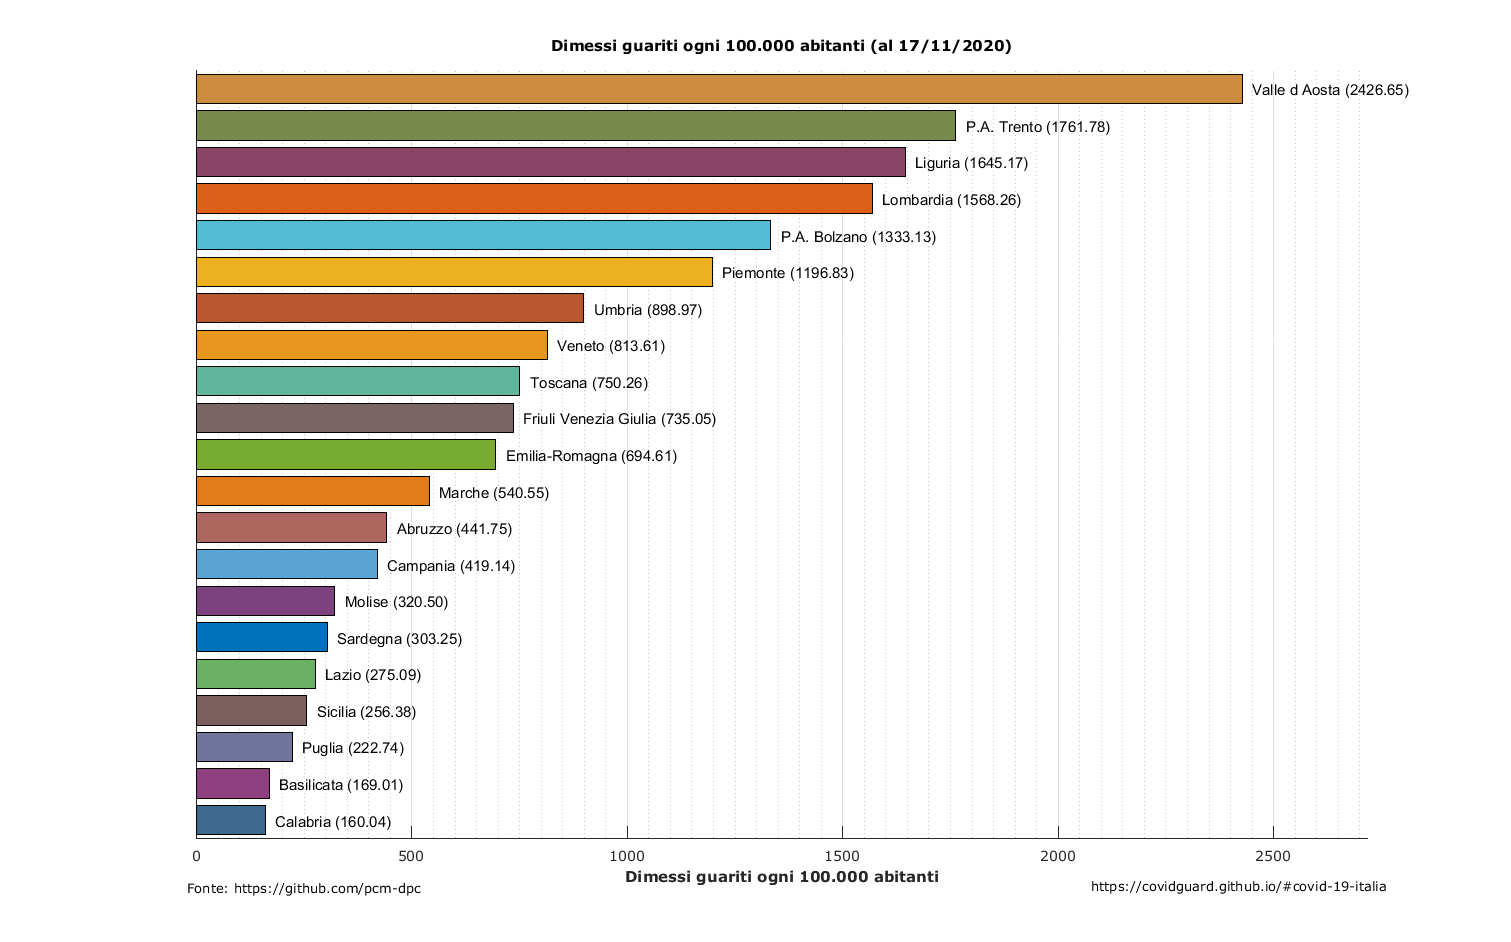 Dimessi guariti ogni 100.000 abitanti (al 17/11/2020)
Valle d Aosta (2426.65)
P.A. Trento (1761.78)
Liguria (1645.17)
Lombardia (1568.26)
P.A. Bolzano (1333.13)
Piemonte (1196.83)
Umbria (898.97)
Veneto (813.61)
Toscana (750.26)
Friuli Venezia Giulia (735.05)
Emilia-Romagna (694.61)
Marche (540.55)
Abruzzo (441.75)
Campania (419.14)
Molise (320.50)
Sardegna (303.25)
Lazio (275.09)
Sicilia (256.38)
Puglia (222.74)
Basilicata (169.01)
Calabria (160.04)
0 500 1000 1500 2000 2500
Dimessi guariti ogni 100.000 abitanti
Fonte: https://github.com/pcm-dpc
https://covidguard.github.io/#covid-19-italia